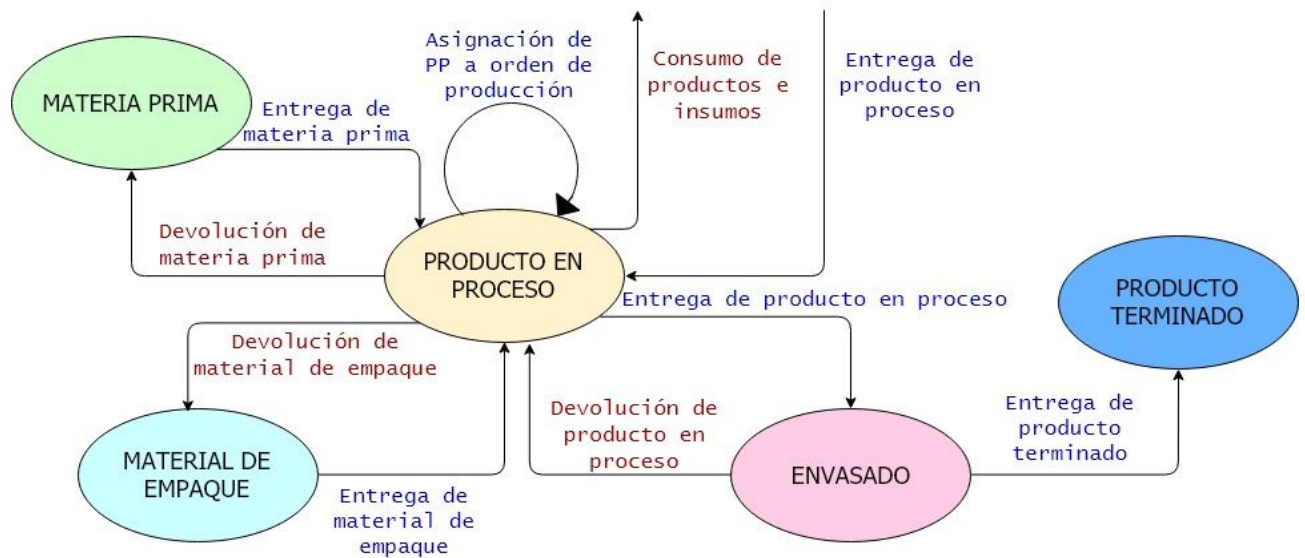 Asignación de
PP a orden de
producción
Consumo de
productos e
insumos
Entrega de
producto en
proceso
MATERIA PRIMA
Entrega de
materia prima
Devolución de
materia prima
PRODUCTO EN
PROCESO
Entrega de producto en proceso
PRODUCTO
TERMINADO
Devolución de
material de empaque
MATERIAL DE
EMPAQUE
Entrega de
material de
empaque
Devolución de
producto en
proceso
ENVASADO
Entrega de
producto
terminado